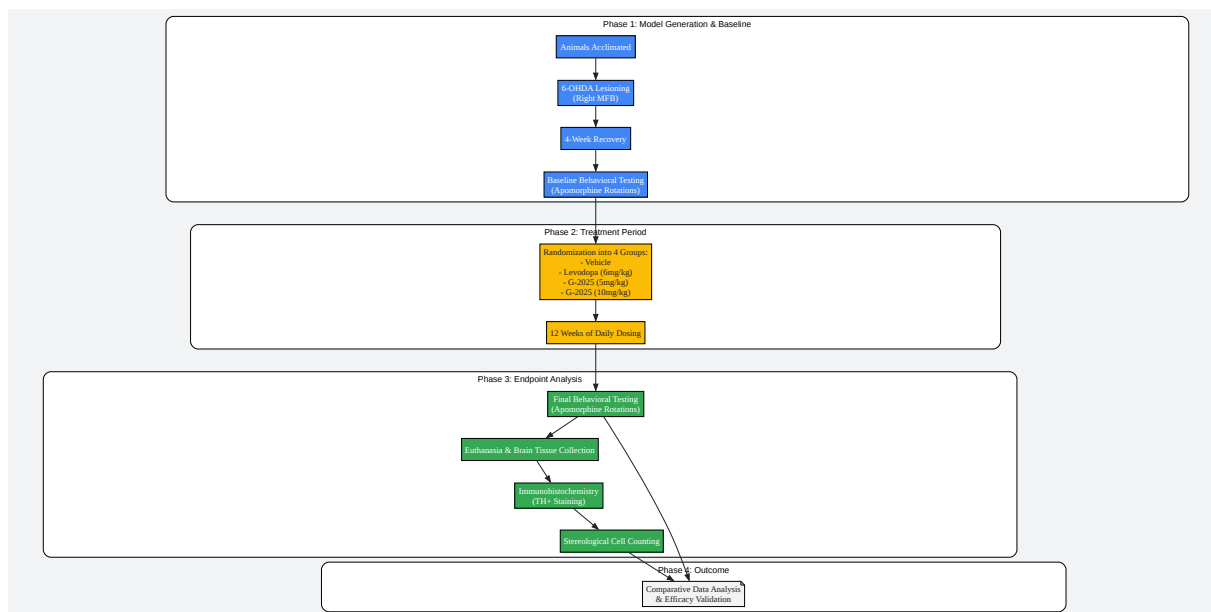 Phase 1: Model Generation & Baseline
Animals Acclimated
6-OHDA Lesioning
(Right MFB)
4-Week Recovery
Baseline Behavioral Testing
(Apomorphine Rotations)
Phase 2: Treatment Period
Randomization into 4 Groups:
- Vehicle
- Levodopa (6mg/kg)
- G-2025 (5mg/kg)
- G-2025 (10mg/kg)
12 Weeks of Daily Dosing
Phase 3: Endpoint Analysis
Final Behavioral Testing
(Apomorphine Rotations)
Euthanasia & Brain Tissue Collection
Immunohistochemistry
(TH+ Staining)
Stereological Cell Counting
Phase 4: Outcome
Comparative Data Analysis
& Efficacy Validation